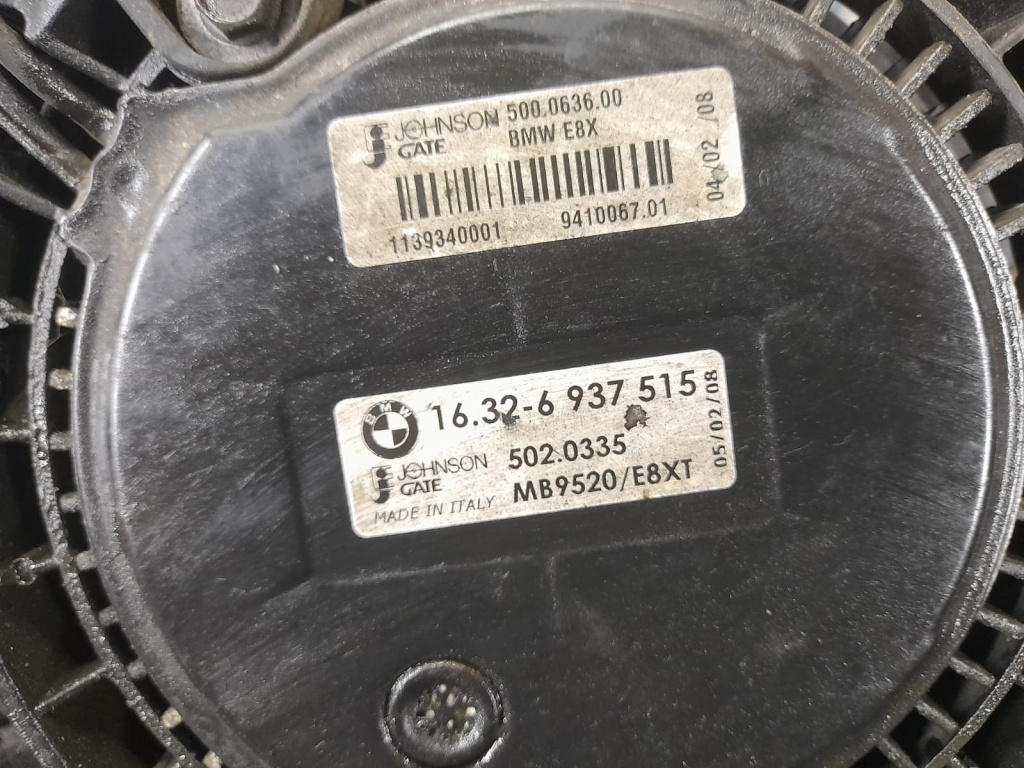 JOHNSON 500.0636.00
GATE BMW E8X
1139340001 9410067.01
04/02/08
BMW 16.32-6 937 515
JOHNSON 502.0335
GATE MB9520/E8XT
MADE IN ITALY
05/02/08